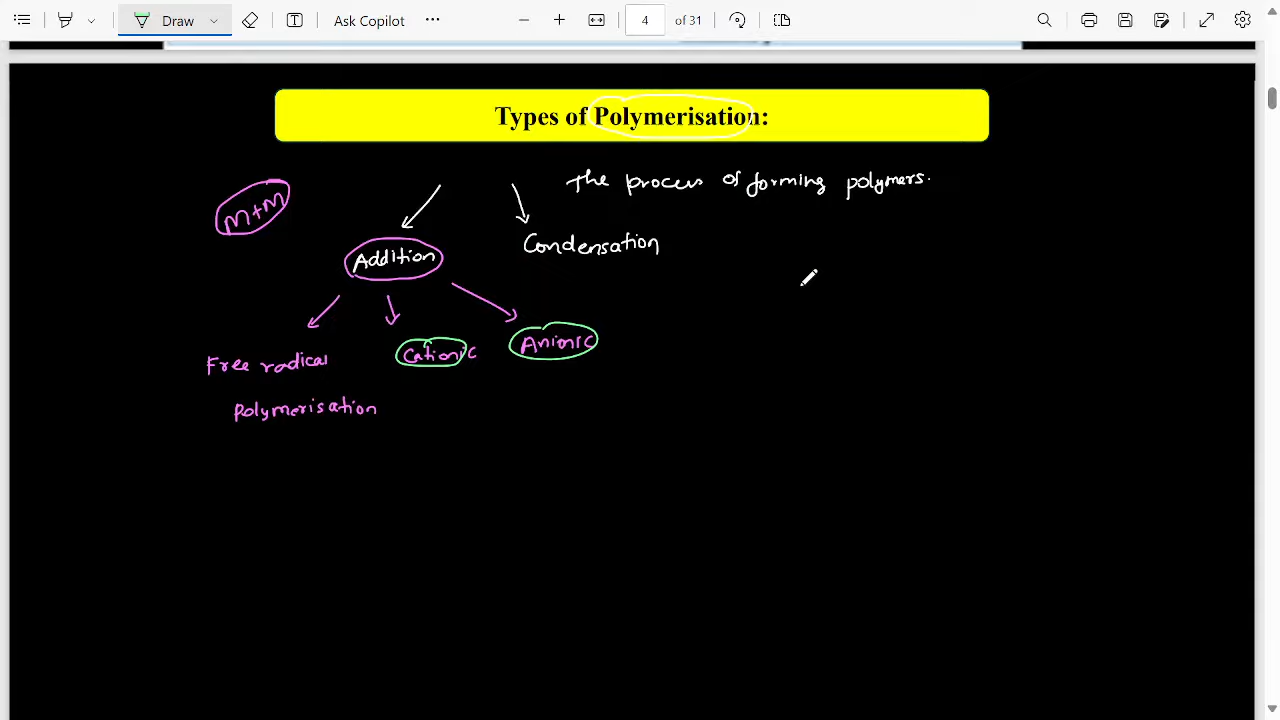 Draw
Ask Copilot
4 of 31
Types of Polymerisation:
The process of forming polymers.
M+M
Addition
Condensation
Free radical
Polymerisation
Cationic
Anionic